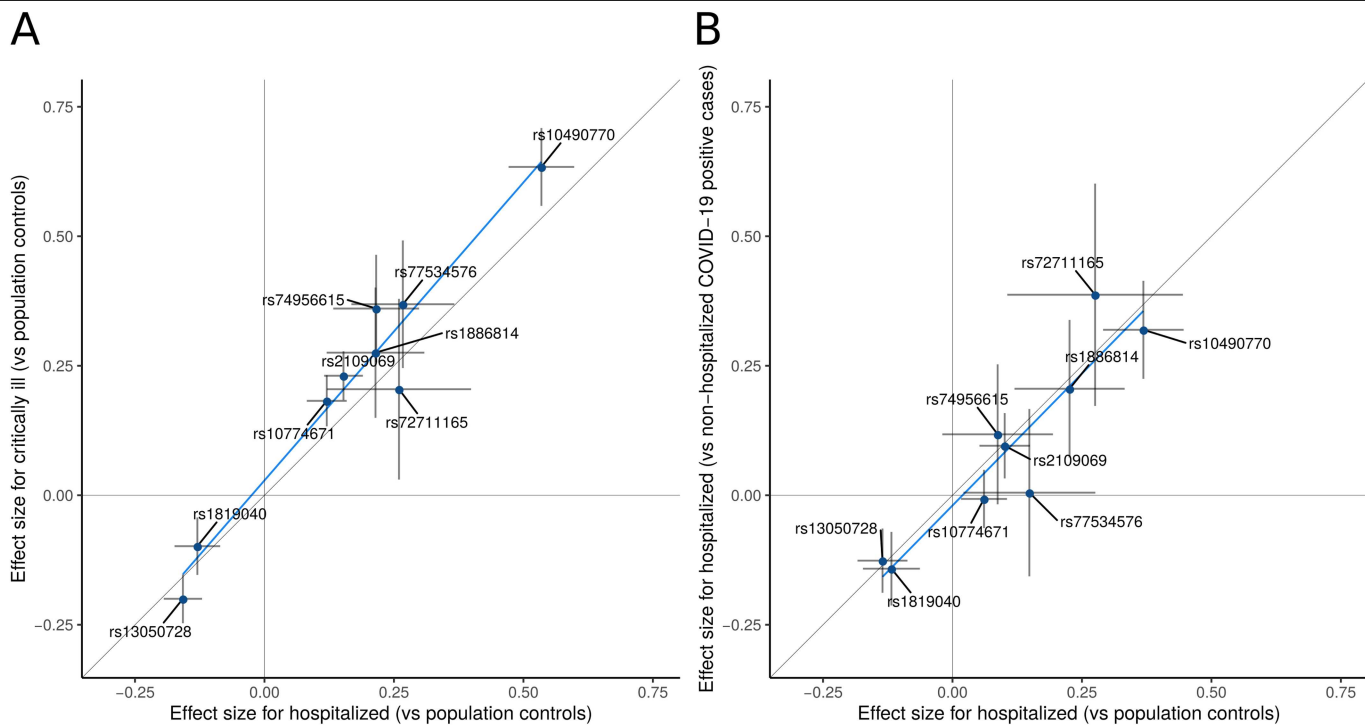 A
Effect size for critically ill (vs population controls)
0.75
0.50
0.25
0.00
−0.25
rs10490770
rs77534576
rs74956615
rs1886814
rs2109069
rs72711165
rs10774671
rs1819040
rs13050728
−0.25
0.00
0.25
0.50
0.75
Effect size for hospitalized (vs population controls)
B
Effect size for hospitalized (vs non−hospitalized COVID−19 positive cases)
0.75
0.50
0.25
0.00
−0.25
rs72711165
rs10490770
rs1886814
rs74956615
rs2109069
rs77534576
rs10774671
rs13050728
rs1819040
−0.25
0.00
0.25
0.50
0.75
Effect size for hospitalized (vs population controls)